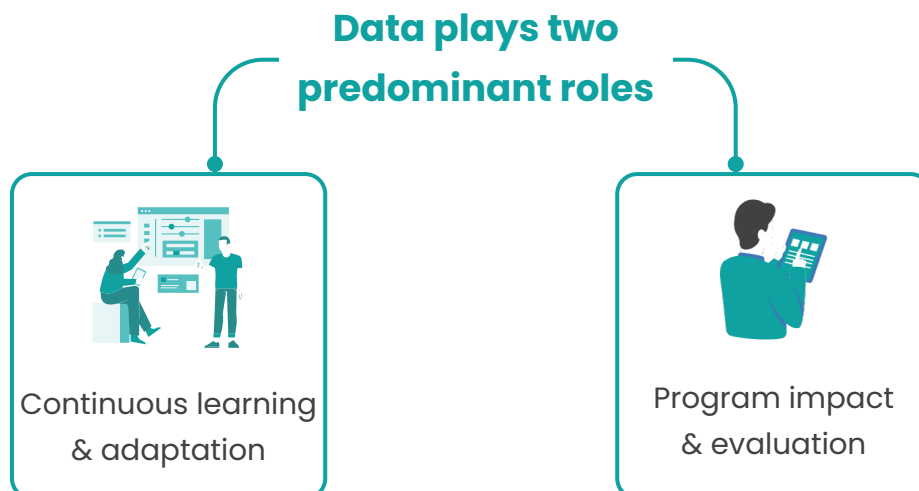 Data plays two
predominant roles
Continuous learning
& adaptation
Program impact
& evaluation